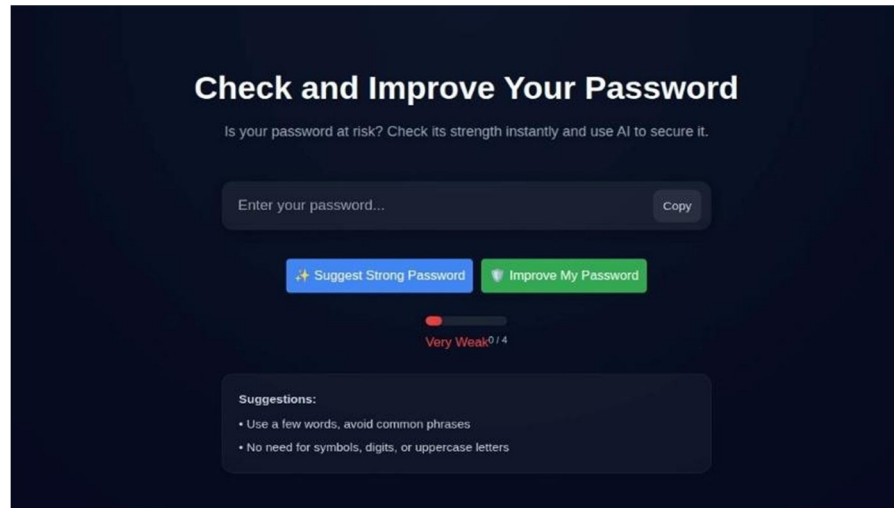 Check and Improve Your Password
Is your password at risk? Check its strength instantly and use AI to secure it.
Enter your password...
Copy
✨ Suggest Strong Password
🛡️ Improve My Password
Very Weak 0 / 4
Suggestions:
• Use a few words, avoid common phrases
• No need for symbols, digits, or uppercase letters